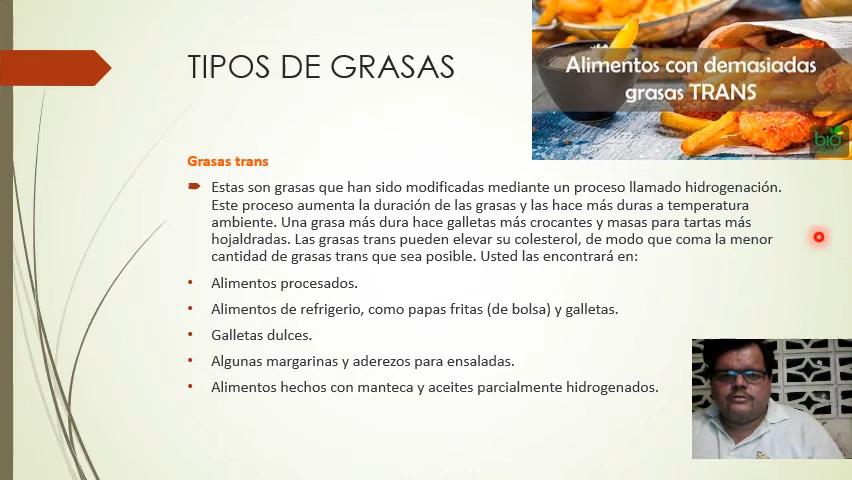 TIPOS DE GRASAS
Alimentos con demasiadas
grasas TRANS
bio
Grasas trans
Estas son grasas que han sido modificadas mediante un proceso llamado hidrogenación.
Este proceso aumenta la duración de las grasas y las hace más duras a temperatura
ambiente. Una grasa más dura hace galletas más crocantes y masas para tartas más
hojaldradas. Las grasas trans pueden elevar su colesterol, de modo que coma la menor
cantidad de grasas trans que sea posible. Usted las encontrará en:
• Alimentos procesados.
• Alimentos de refrigerio, como papas fritas (de bolsa) y galletas.
• Galletas dulces.
• Algunas margarinas y aderezos para ensaladas.
• Alimentos hechos con manteca y aceites parcialmente hidrogenados.